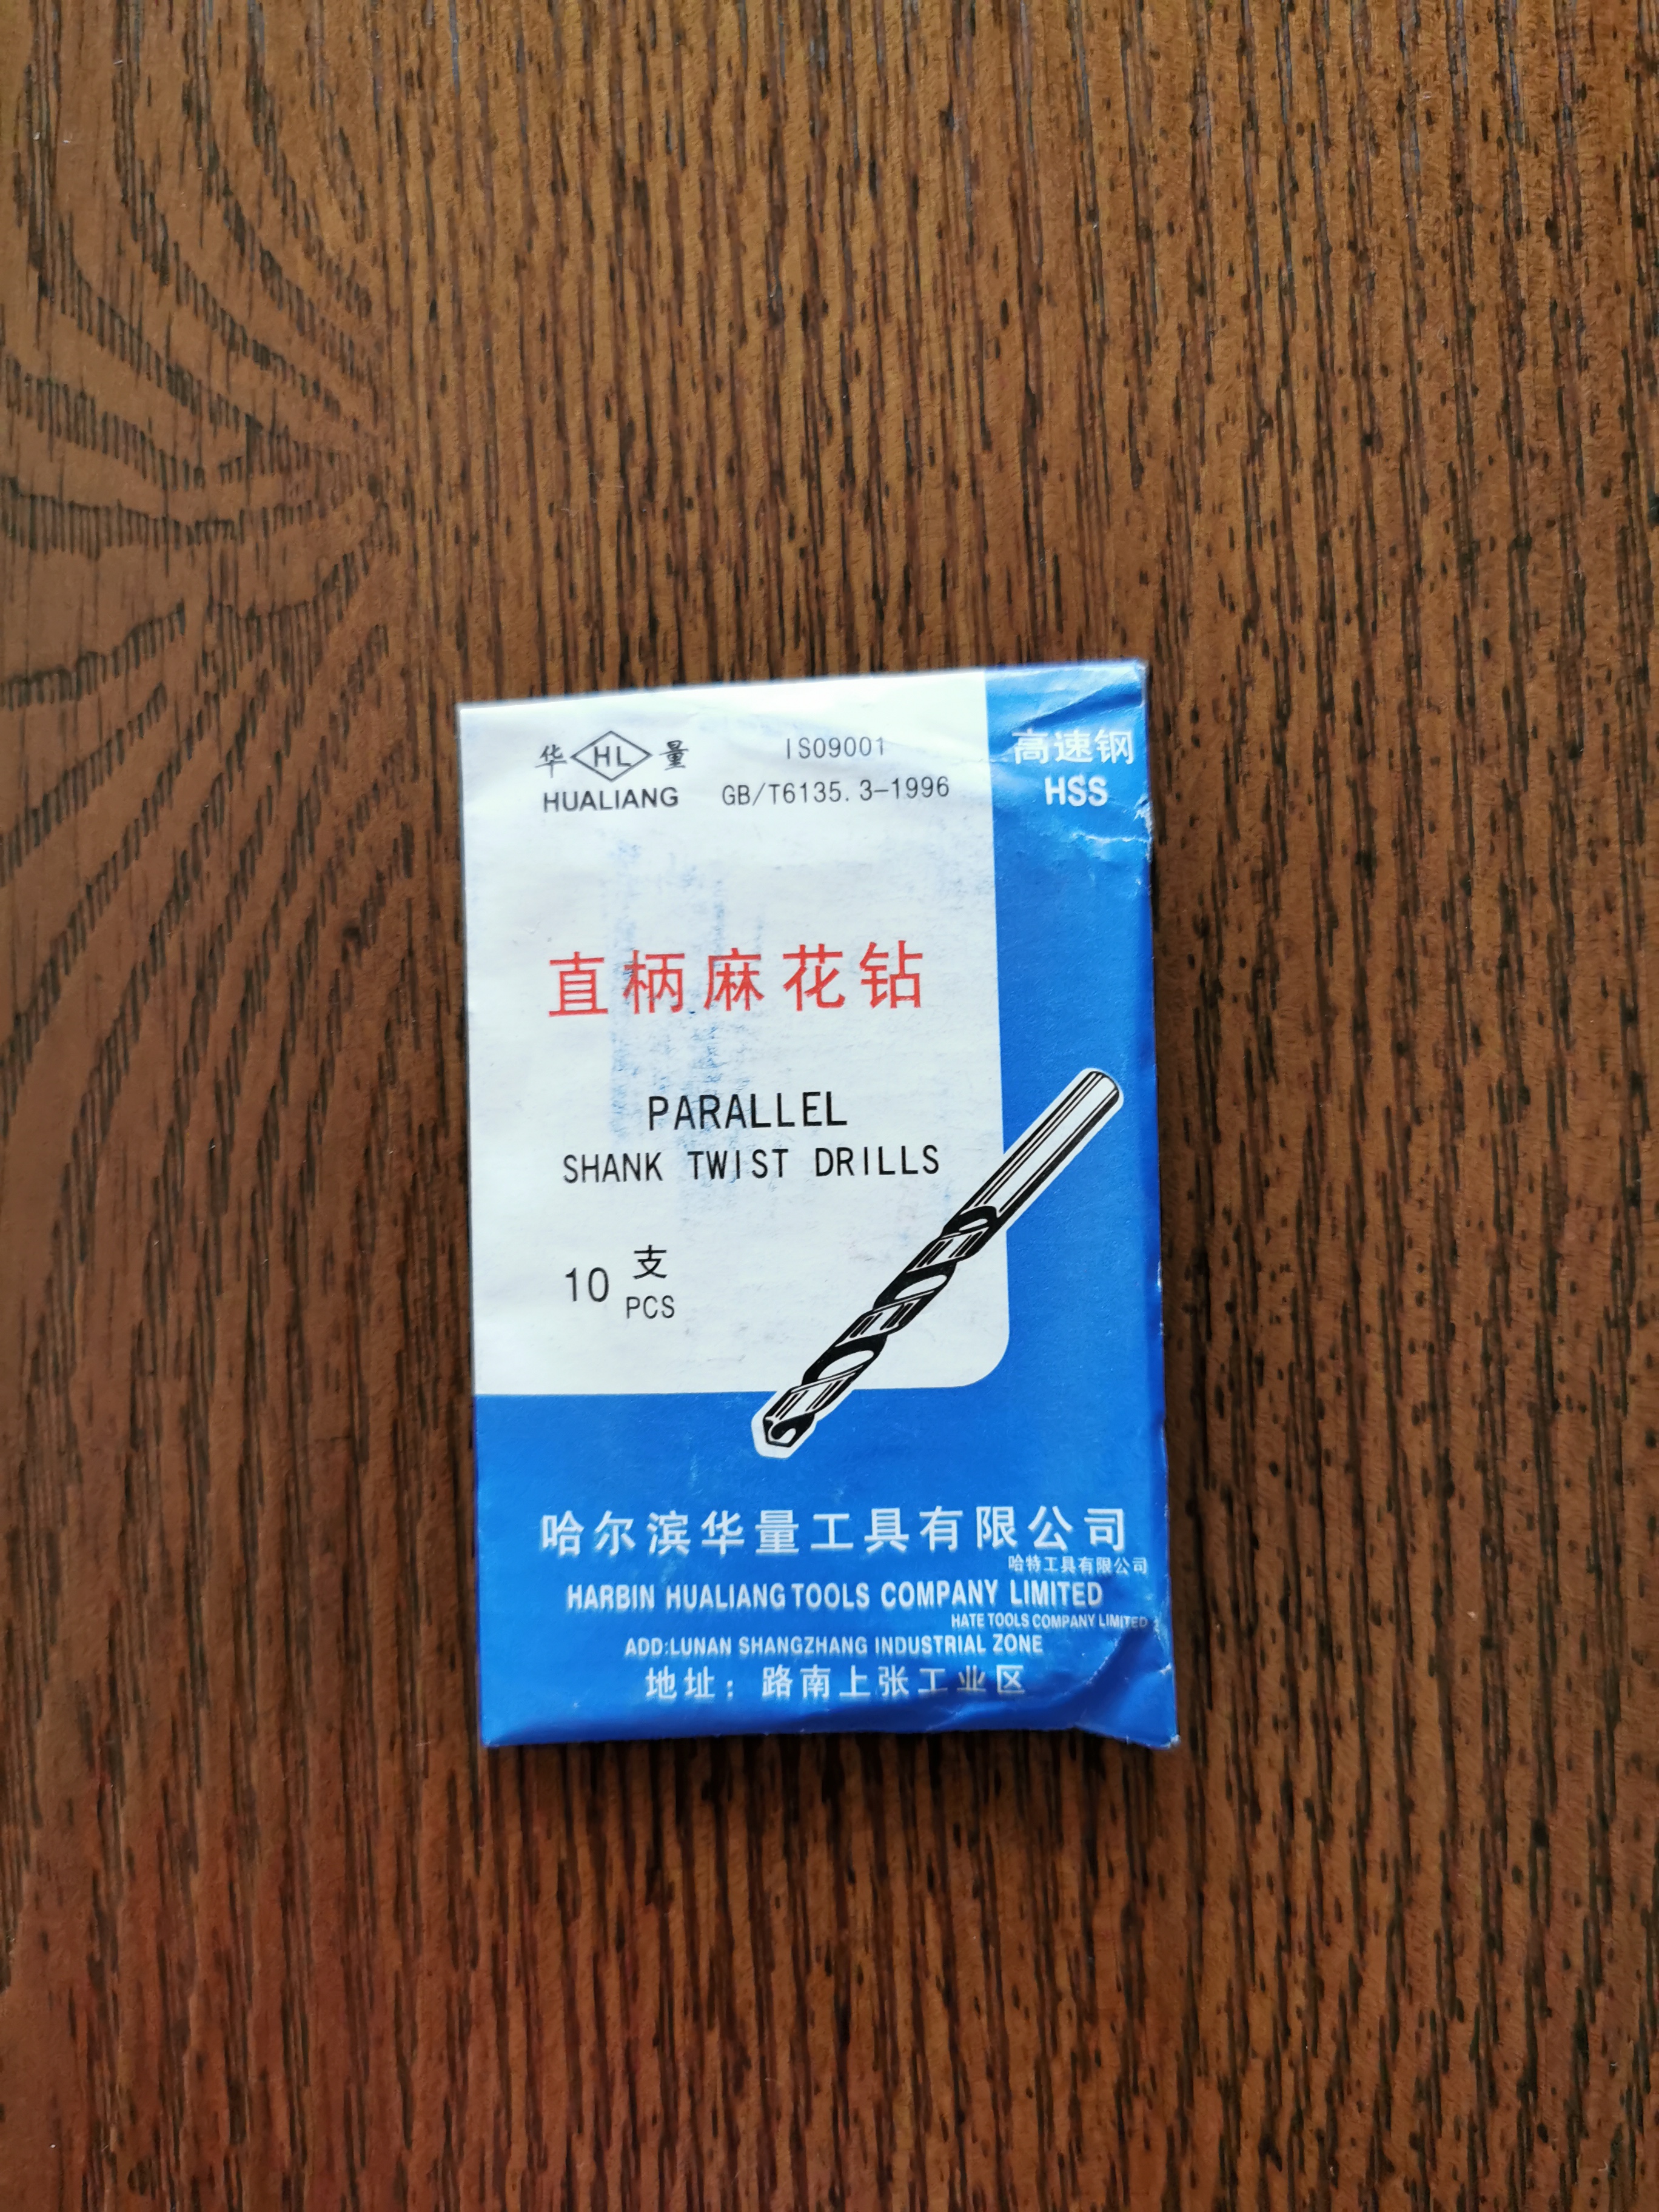 华 HL 量
HUALIANG
ISO9001
GB/T6135.3-1996
高速钢
HSS
直柄麻花钻
PARALLEL
SHANK TWIST DRILLS
10 支
PCS
哈尔滨华量工具有限公司
哈特工具有限公司
HARBIN HUALIANG TOOLS COMPANY LIMITED
HATE TOOLS COMPANY LIMITED
ADD:LUNAN SHANGZHANG INDUSTRIAL ZONE
地址：路南上张工业区